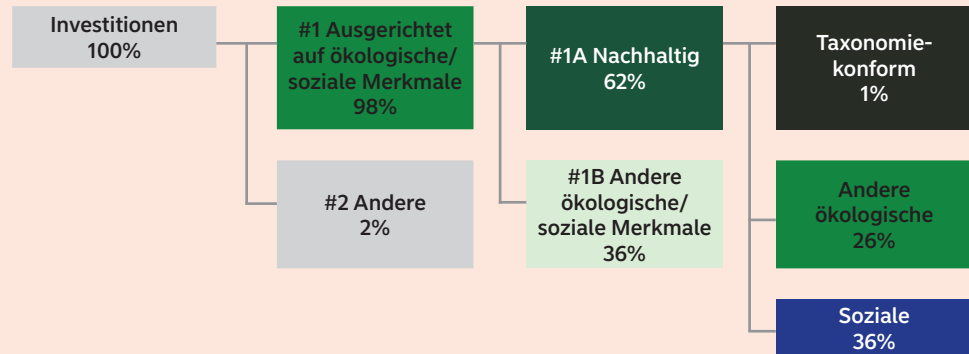 Investitionen
100%
#1 Ausgerichtet
auf ökologische/
soziale Merkmale
98%
#1A Nachhaltig
62%
Taxonomie-
konform
1%
#2 Andere
2%
#1B Andere
ökologische/
soziale Merkmale
36%
Andere
ökologische
26%
Soziale
36%